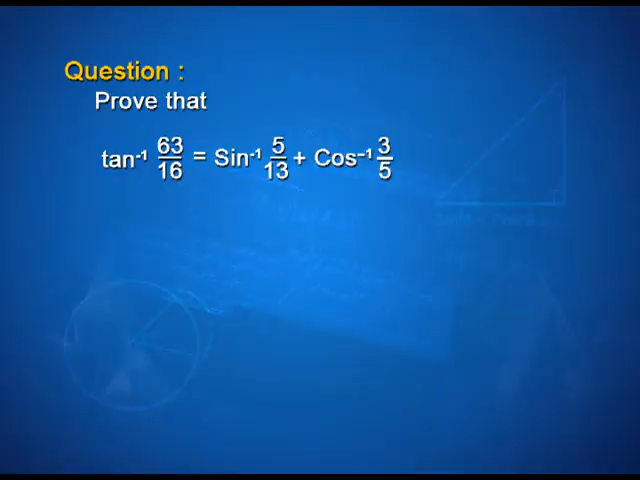 Question :
Prove that
tan⁻¹ 63/16 = Sin⁻¹ 5/13 + Cos⁻¹ 3/5